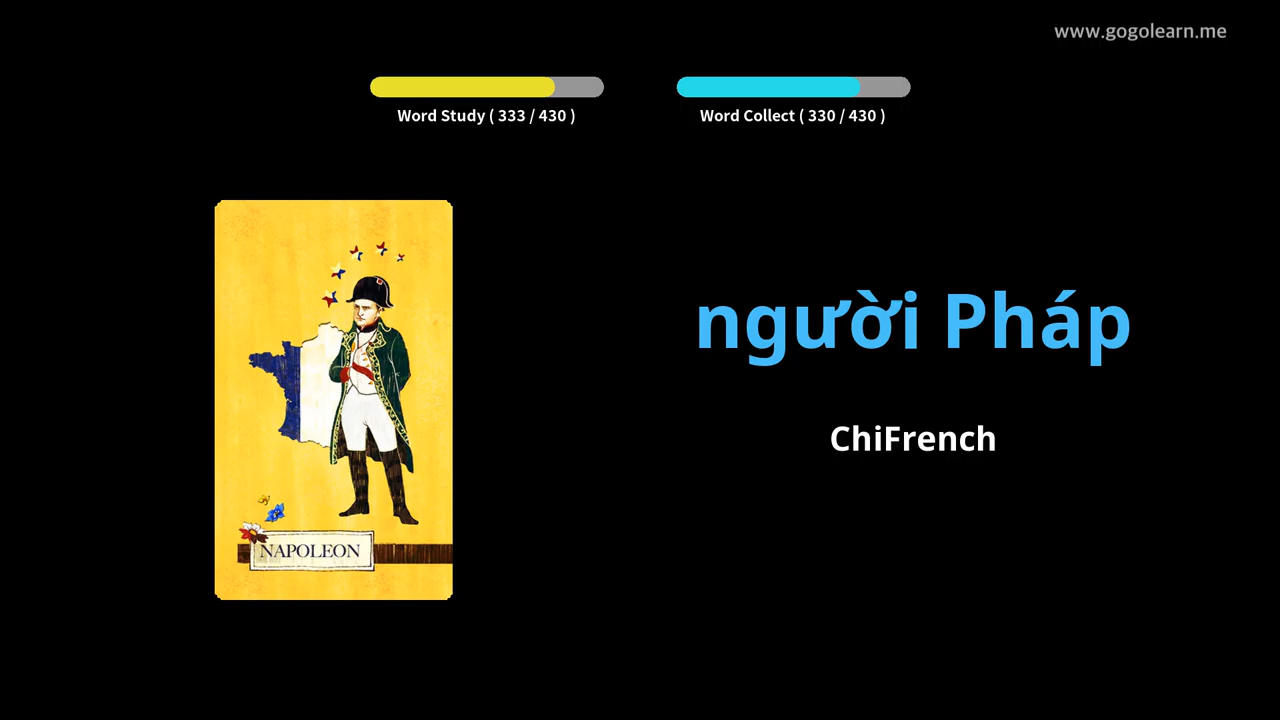 www.gogolearn.me
Word Study ( 333 / 430 )
Word Collect ( 330 / 430 )
người Pháp
ChiFrench
NAPOLEON